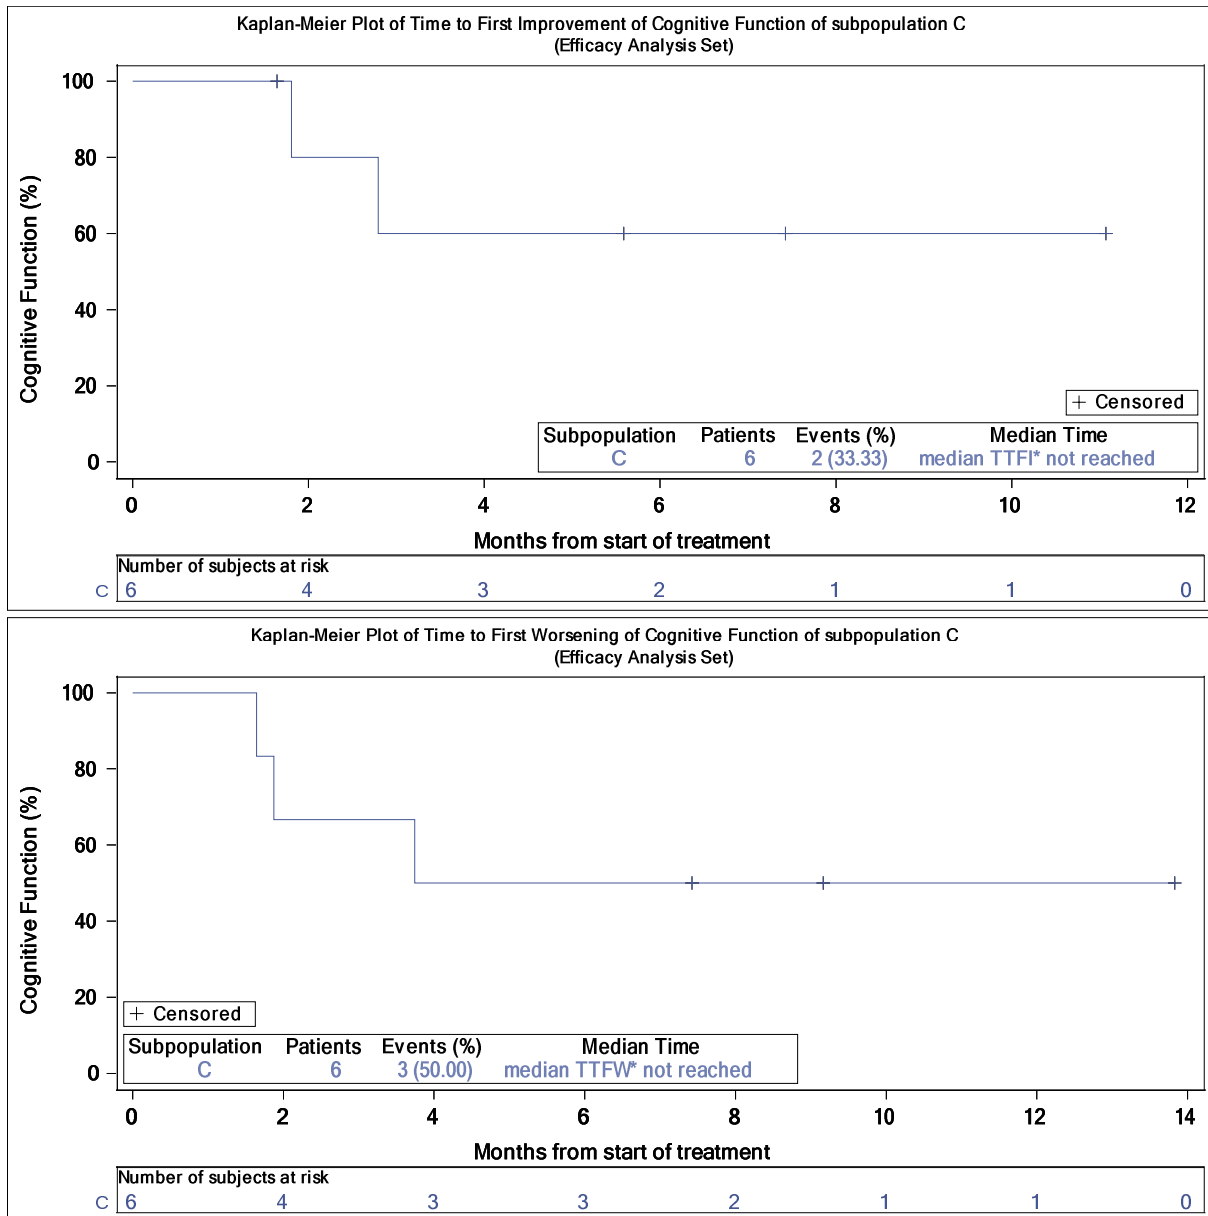 Kaplan-Meier Plot of Time to First Improvement of Cognitive Function of subpopulation C
(Efficacy Analysis Set)
100
80
60
40
20
0
Cognitive Function (%)
+ Censored
Subpopulation Patients Events (%) Median Time
C 6 2 (33.33) median TTFI* not reached
0 2 4 6 8 10 12
Months from start of treatment
Number of subjects at risk
C 6 4 3 2 1 1 0
Kaplan-Meier Plot of Time to First Worsening of Cognitive Function of subpopulation C
(Efficacy Analysis Set)
100
80
60
40
20
0
Cognitive Function (%)
+ Censored
Subpopulation Patients Events (%) Median Time
C 6 3 (50.00) median TTFW* not reached
0 2 4 6 8 10 12 14
Months from start of treatment
Number of subjects at risk
C 6 4 3 3 2 1 1 0